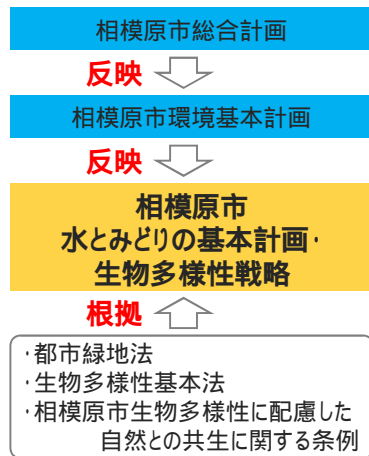 相模原市総合計画
反映
相模原市環境基本計画
反映
相模原市
水とみどりの基本計画・
生物多様性戦略
根拠
・都市緑地法
・生物多様性基本法
・相模原市生物多様性に配慮した
自然との共生に関する条例